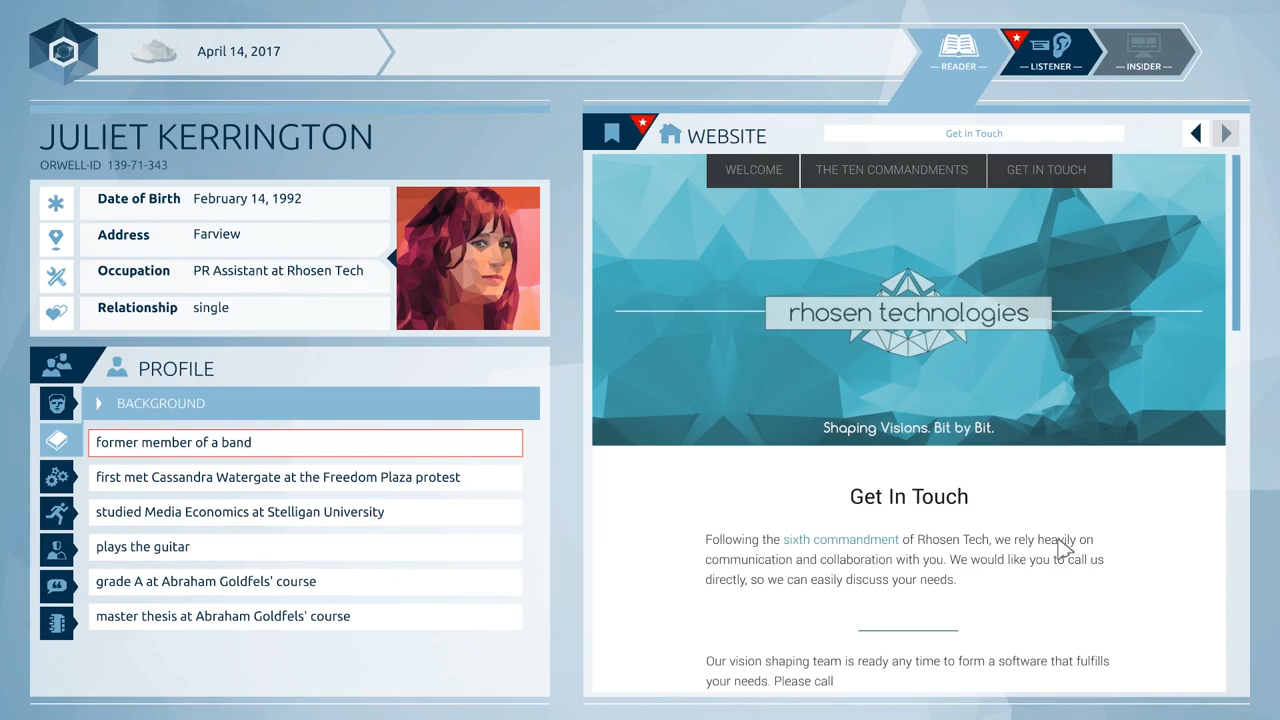 April 14, 2017
— READER —
— LISTENER —
— INSIDER —
JULIET KERRINGTON
ORWELL-ID 139-71-343
Date of Birth February 14, 1992
Address Farview
Occupation PR Assistant at Rhosen Tech
Relationship single
PROFILE
BACKGROUND
former member of a band
first met Cassandra Watergate at the Freedom Plaza protest
studied Media Economics at Stelligan University
plays the guitar
grade A at Abraham Goldfels' course
master thesis at Abraham Goldfels' course
WEBSITE
Get In Touch
WELCOME
THE TEN COMMANDMENTS
GET IN TOUCH
rhosen technologies
Shaping Visions. Bit by Bit.
Get In Touch
Following the sixth commandment of Rhosen Tech, we rely heavily on
communication and collaboration with you. We would like you to call us
directly, so we can easily discuss your needs.
Our vision shaping team is ready any time to form a software that fulfills
your needs. Please call